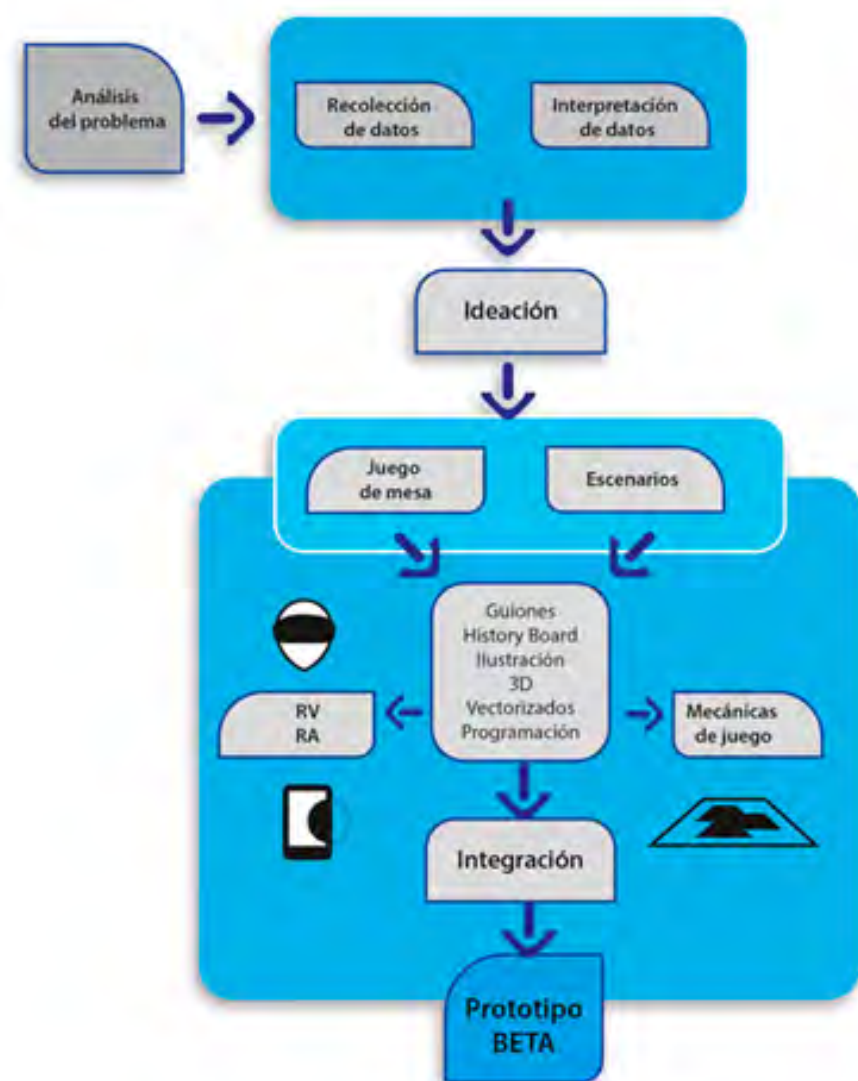 Análisis
del problema
Recolección
de datos
Interpretación
de datos
Ideación
Juego
de mesa
Escenarios
Guiones
History Board
Ilustración
3D
Vectorizados
Programación
RV
RA
Mecánicas
de juego
Integración
Prototipo
BETA